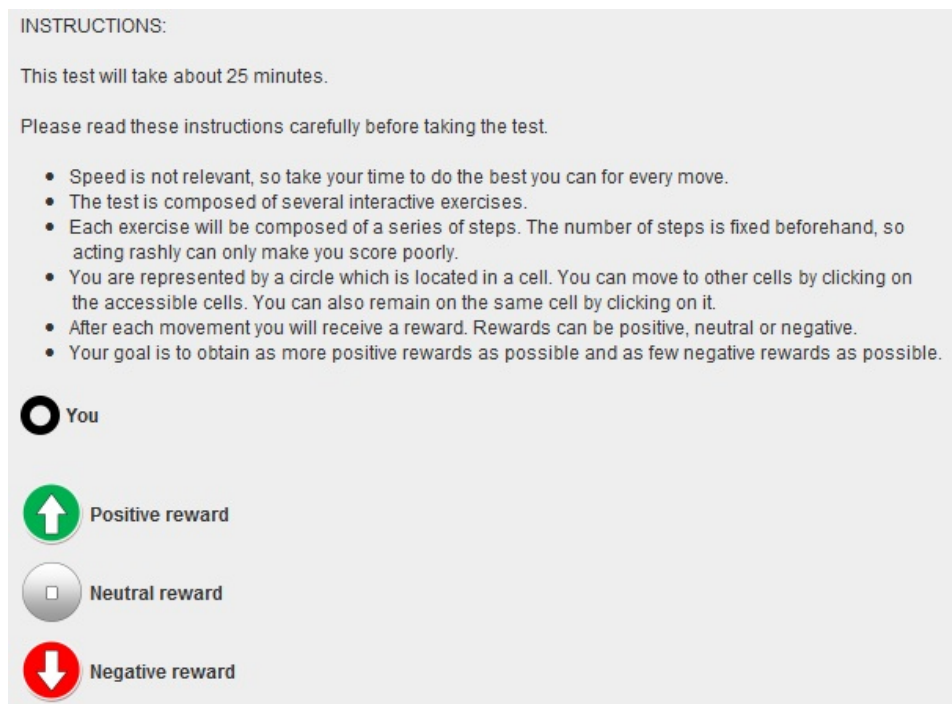 INSTRUCTIONS:
This test will take about 25 minutes.
Please read these instructions carefully before taking the test.
• Speed is not relevant, so take your time to do the best you can for every move.
• The test is composed of several interactive exercises.
• Each exercise will be composed of a series of steps. The number of steps is fixed beforehand, so
acting rashly can only make you score poorly.
• You are represented by a circle which is located in a cell. You can move to other cells by clicking on
the accessible cells. You can also remain on the same cell by clicking on it.
• After each movement you will receive a reward. Rewards can be positive, neutral or negative.
• Your goal is to obtain as more positive rewards as possible and as few negative rewards as possible.
You
Positive reward
Neutral reward
Negative reward